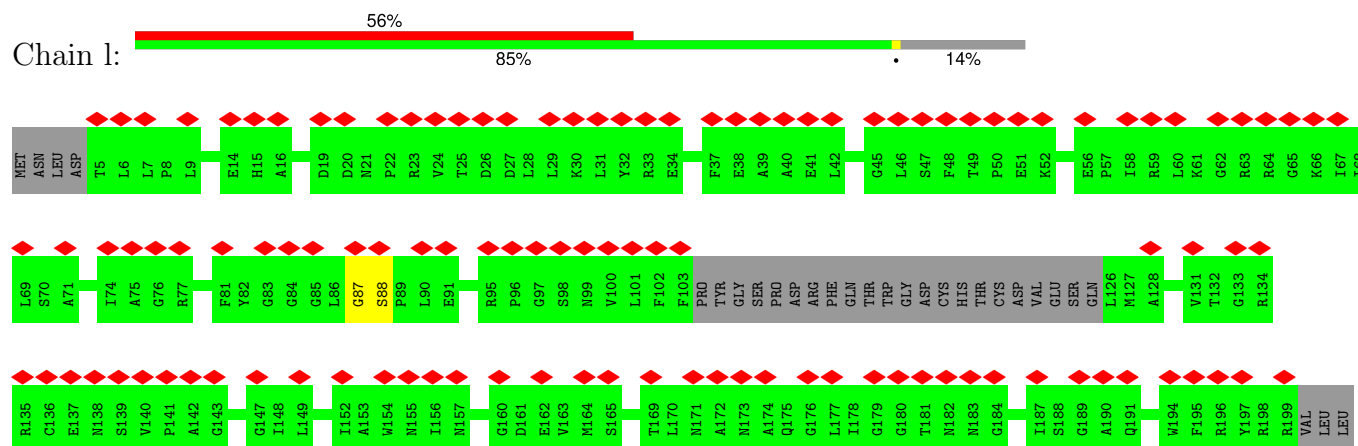 56%
Chain l:
85% • 14%
MET ASN LEU ASP T5 L6 L7 P8 L9 E14 H15 A16 D19 D20 N21 P22 R23 V24 T25 D26 D27 L28 L29 K30 L31 Y32 R33 E34 F37 E38 A39 A40 E41 L42 G45 L46 S47 F48 T49 P50 E51 K52 E56 P57 I58 R59 L60 K61 G62 R63 R64 G65 K66 I67
L69 S70 A71 I74 A75 G76 R77 F81 Y82 G83 G84 G85 L86 G87 S88 P89 L90 E91 R95 P96 G97 S98 N99 V100 L101 F102 F103 PRO TYR GLY SER PRO ASP ARG PHE GLN THR TRP GLY ASP CYS HIS THR CYS ASP VAL GLU SER GLN L126 M127 A128 V131 T132 G133 R134
R135 C136 E137 N138 S139 V140 P141 A142 G143 G147 I148 L149 I152 A153 W154 N155 I156 N157 G160 D161 E162 V163 M164 S165 T169 L170 N171 A172 N173 A174 Q175 G176 L177 I178 G179 G180 T181 N182 N183 G184 I187 S188 G189 A190 Q191 W194 F195 R196 Y197 R198 R199 VAL LEU LEU